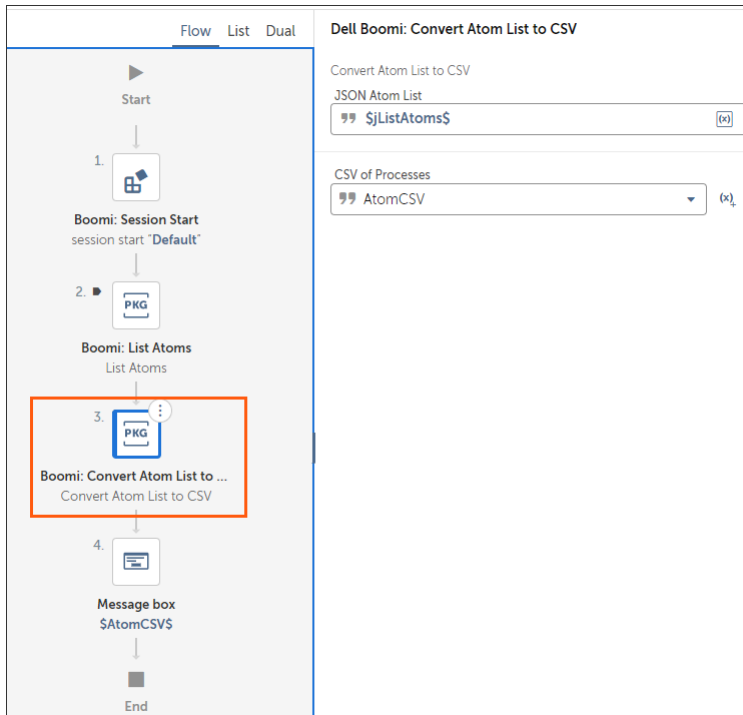 Flow List Dual
Start
1.
Boomi: Session Start
session start "Default"
2.
PKG
Boomi: List Atoms
List Atoms
3.
PKG
Boomi: Convert Atom List to ...
Convert Atom List to CSV
4.
Message box
$AtomCSV$
End
Dell Boomi: Convert Atom List to CSV
Convert Atom List to CSV
JSON Atom List
$jListAtoms$ (x)
CSV of Processes
AtomCSV (x)+